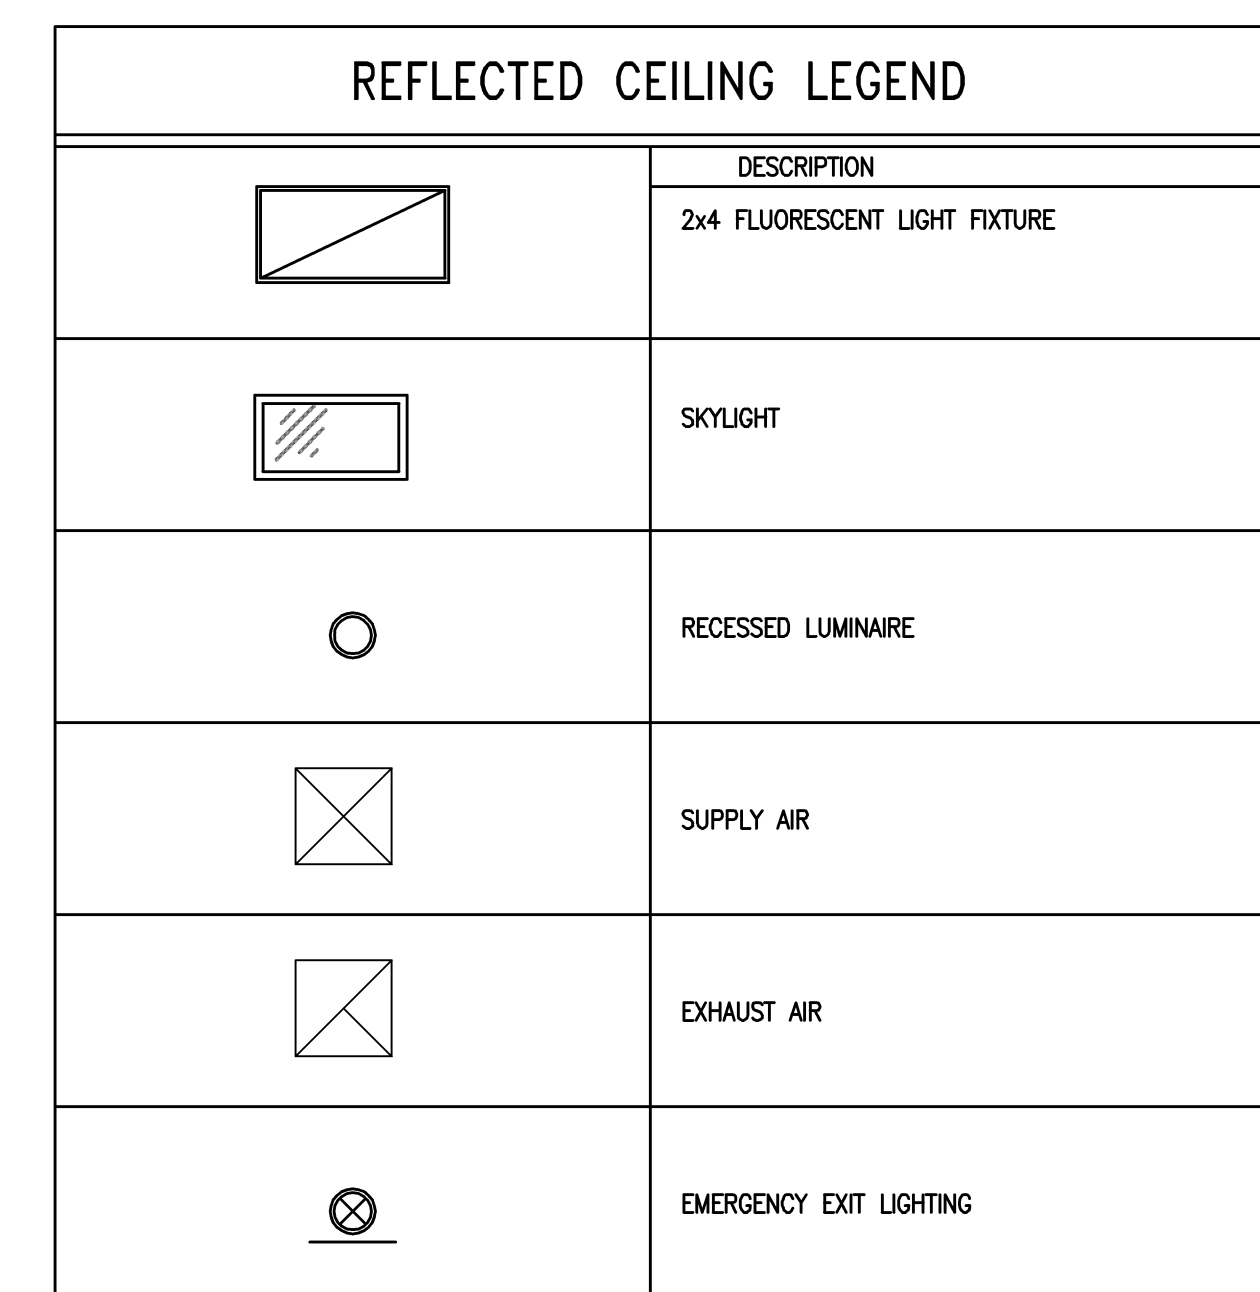 REFLECTED CEILING LEGEND
DESCRIPTION
2x4 FLUORESCENT LIGHT FIXTURE
SKYLIGHT
RECESSED LUMINAIRE
SUPPLY AIR
EXHAUST AIR
EMERGENCY EXIT LIGHTING